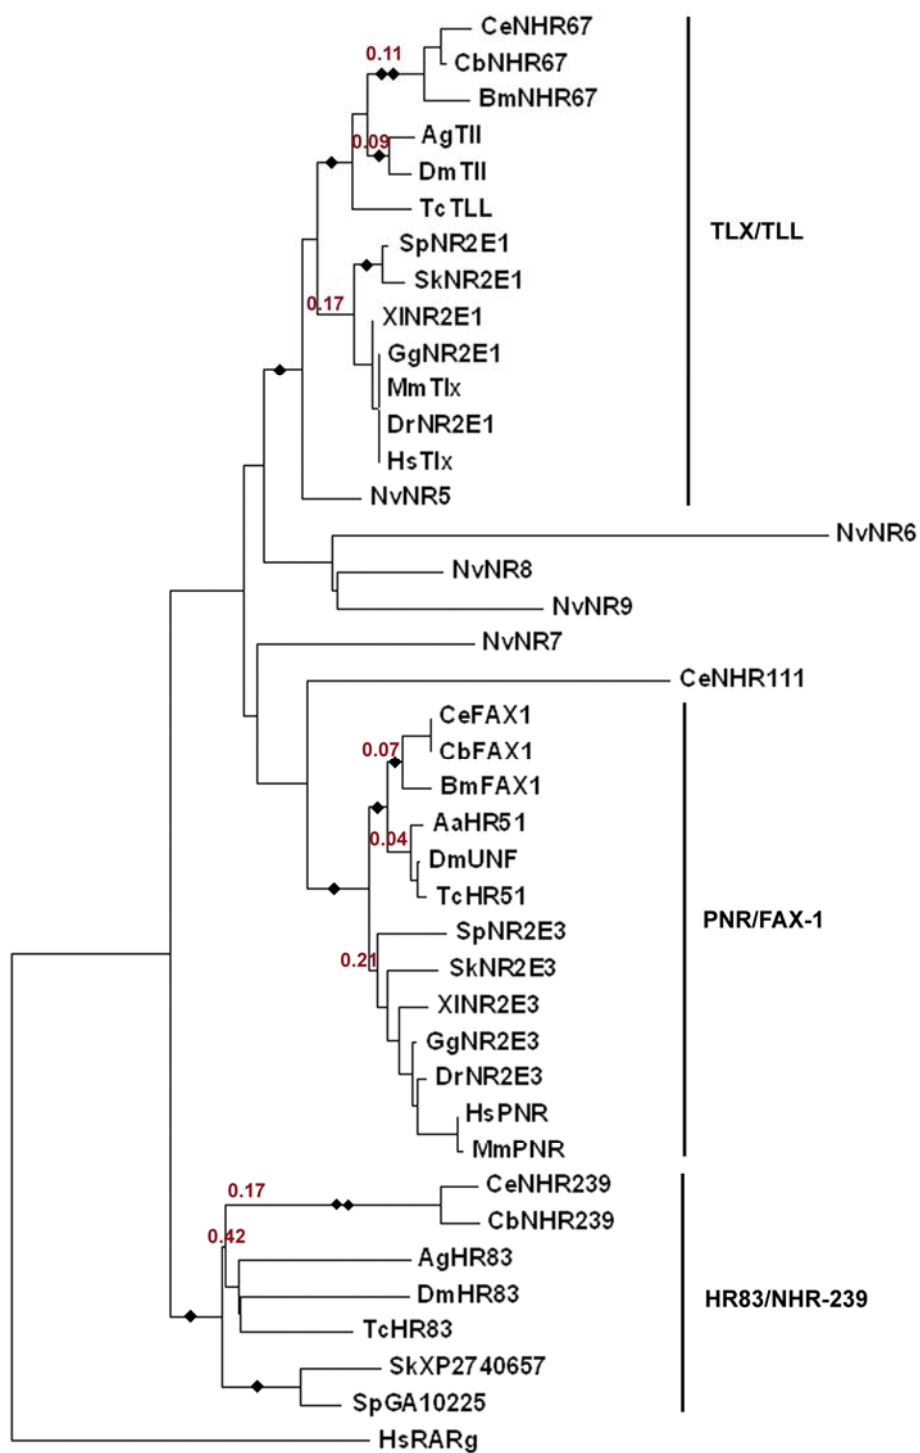 CeNHR67
0.11
CbNHR67
BmNHR67
AgTll
0.09
DmTll
TcTLL
TLX/TLL
SpNR2E1
SkNR2E1
0.17
XlNR2E1
GgNR2E1
MmTlx
DrNR2E1
HsTlx
NvNR5
NvNR6
NvNR8
NvNR9
NvNR7
CeNHR111
CeFAX1
0.07
CbFAX1
BmFAX1
AaHR51
0.04
DmUNF
TcHR51
PNR/FAX-1
SpNR2E3
0.21
SkNR2E3
XlNR2E3
GgNR2E3
DrNR2E3
HsPNR
MmPNR
CeNHR239
0.17
CbNHR239
0.42
AgHR83
DmHR83
HR83/NHR-239
TcHR83
SkXP2740657
SpGA10225
HsRARg